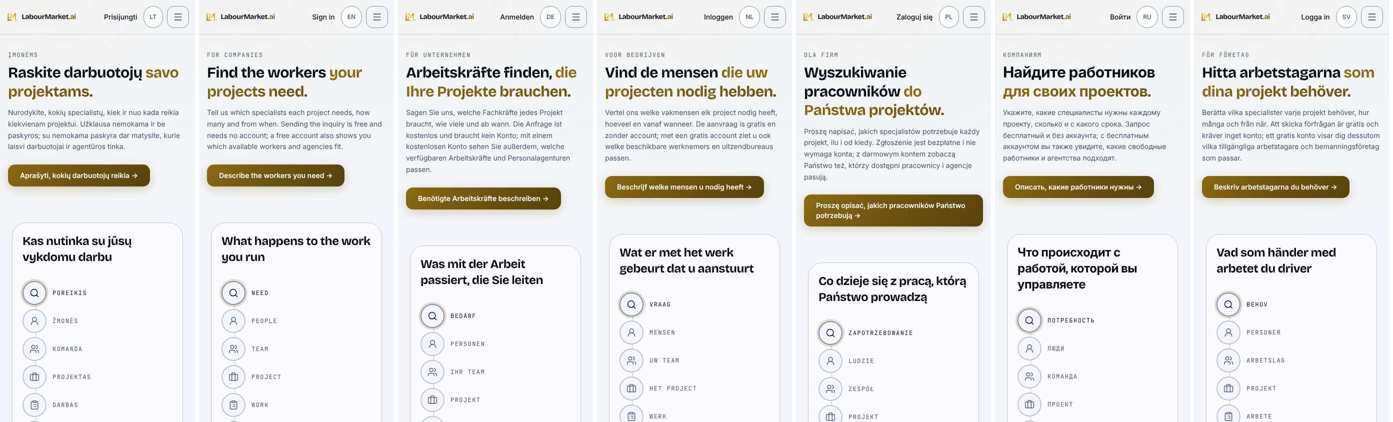 LabourMarket.ai
Prisijungti
LT
ĮMONĖMS
Raskite darbuotojų savo
projektams.
Nurodykite, kokių specialistų, kiek ir nuo kada reikia
kiekvienam projektui. Užklausa nemokama ir be
paskyros; su nemokama paskyra dar matysite, kurie
laisvi darbuotojai ir agentūros tinka.
Aprašyti, kokių darbuotojų reikia →
Kas nutinka su jūsų
vykdomu darbu
POREIKIS
ŽMONĖS
KOMANDA
PROJEKTAS
DARBAS
LabourMarket.ai
Sign in
EN
FOR COMPANIES
Find the workers your
projects need.
Tell us which specialists each project needs, how
many and from when. Sending the inquiry is free and
needs no account; a free account also shows you
which available workers and agencies fit.
Describe the workers you need →
What happens to the work
you run
NEED
PEOPLE
TEAM
PROJECT
WORK
LabourMarket.ai
Anmelden
DE
FÜR UNTERNEHMEN
Arbeitskräfte finden, die
Ihre Projekte brauchen.
Sagen Sie uns, welche Fachkräfte jedes Projekt
braucht, wie viele und ab wann. Die Anfrage ist
kostenlos und braucht kein Konto; mit einem
kostenlosen Konto sehen Sie außerdem, welche
verfügbaren Arbeitskräfte und Personalagenturen
passen.
Benötigte Arbeitskräfte beschreiben →
Was mit der Arbeit
passiert, die Sie leiten
BEDARF
PERSONEN
IHR TEAM
PROJEKT
LabourMarket.ai
Inloggen
NL
VOOR BEDRIJVEN
Vind de mensen die uw
projecten nodig hebben.
Vertel ons welke vakmensen elk project nodig heeft,
hoeveel en vanaf wanneer. De aanvraag is gratis en
zonder account; met een gratis account ziet u ook
welke beschikbare werknemers en uitzendbureaus
passen.
Beschrijf welke mensen u nodig heeft →
Wat er met het werk
gebeurt dat u aanstuurt
VRAAG
MENSEN
UW TEAM
HET PROJECT
WERK
LabourMarket.ai
Zaloguj się
PL
DLA FIRM
Wyszukiwanie
pracowników do
Państwa projektów.
Proszę napisać, jakich specjalistów potrzebuje każdy
projekt, ilu i od kiedy. Zgłoszenie jest bezpłatne i nie
wymaga konta; z darmowym kontem zobaczą
Państwo też, którzy dostępni pracownicy i agencje
pasują.
Proszę opisać, jakich pracowników Państwo
potrzebują →
Co dzieje się z pracą, którą
Państwo prowadzą
ZAPOTRZEBOWANIE
LUDZIE
ZESPÓŁ
PROJEKT
LabourMarket.ai
Войти
RU
КОМПАНИЯМ
Найдите работников
для своих проектов.
Укажите, какие специалисты нужны каждому
проекту, сколько и с какого срока. Запрос
бесплатный и без аккаунта; с бесплатным
аккаунтом вы также увидите, какие свободные
работники и агентства подходят.
Описать, какие работники нужны →
Что происходит с
работой, которой вы
управляете
ПОТРЕБНОСТЬ
ЛЮДИ
КОМАНДА
ПРОЕКТ
LabourMarket.ai
Logga in
SV
FÖR FÖRETAG
Hitta arbetstagarna som
dina projekt behöver.
Berätta vilka specialister varje projekt behöver, hur
många och från när. Att skicka förfrågan är gratis och
kräver inget konto; ett gratis konto visar dig dessutom
vilka tillgängliga arbetstagare och bemanningsföretag
som passar.
Beskriv arbetstagarna du behöver →
Vad som händer med
arbetet du driver
BEHOV
PERSONER
ARBETSLAG
PROJEKT
ARBETE